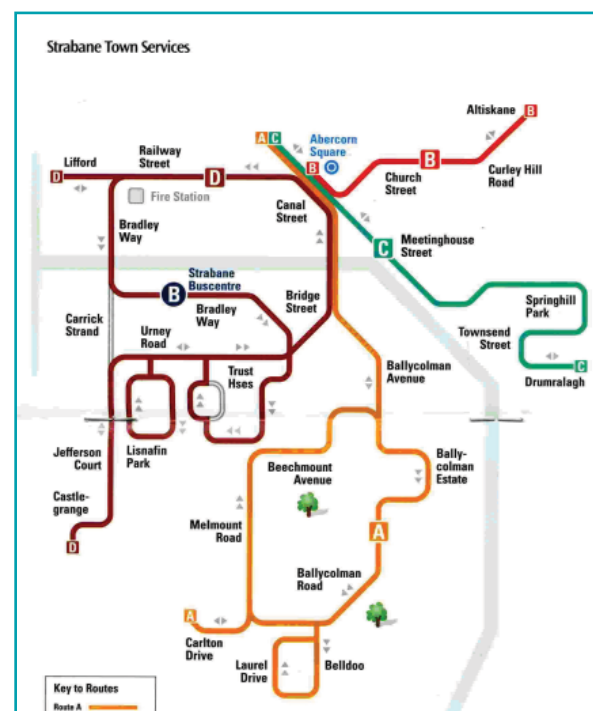 Strabane Town Services
Altiskane
B
A
C
Abercorn
Square
B
B
Church
Street
Curley Hill
Road
Railway
Street
Lifford
D
D
Fire Station
Canal
Street
Bradley
Way
C
Meetinghouse
Street
Strabane
Buscentre
B
Bradley
Way
Bridge
Street
Springhill
Park
Carrick
Strand
Urney
Road
Townsend
Street
Trust
Hses
Ballycolman
Avenue
C
Drumralagh
Jefferson
Court
Lisnafin
Park
Beechmount
Avenue
Bally-
colman
Estate
Castle-
grange
D
Melmount
Road
A
Ballycolman
Road
A
Carlton
Drive
Laurel
Drive
Belldoo
Key to Routes
Route A